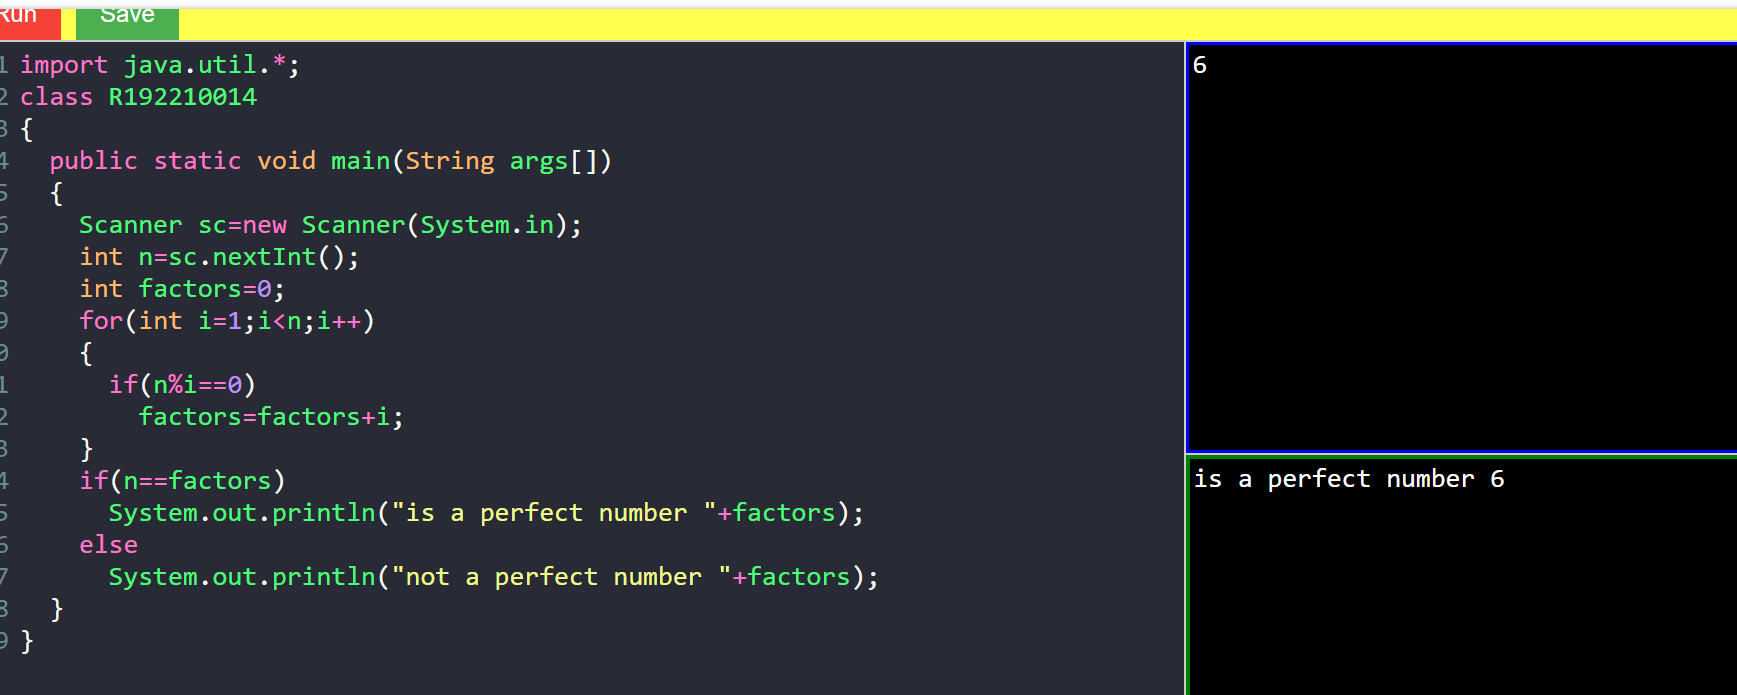 Run Save
1 import java.util.*;
2 class R192210014
3 {
4 public static void main(String args[])
5 {
6 Scanner sc=new Scanner(System.in);
7 int n=sc.nextInt();
8 int factors=0;
9 for(int i=1;i<n;i++)
0 {
1 if(n%i==0)
2 factors=factors+i;
3 }
4 if(n==factors)
5 System.out.println("is a perfect number "+factors);
6 else
7 System.out.println("not a perfect number "+factors);
8 }
9 }
6
is a perfect number 6